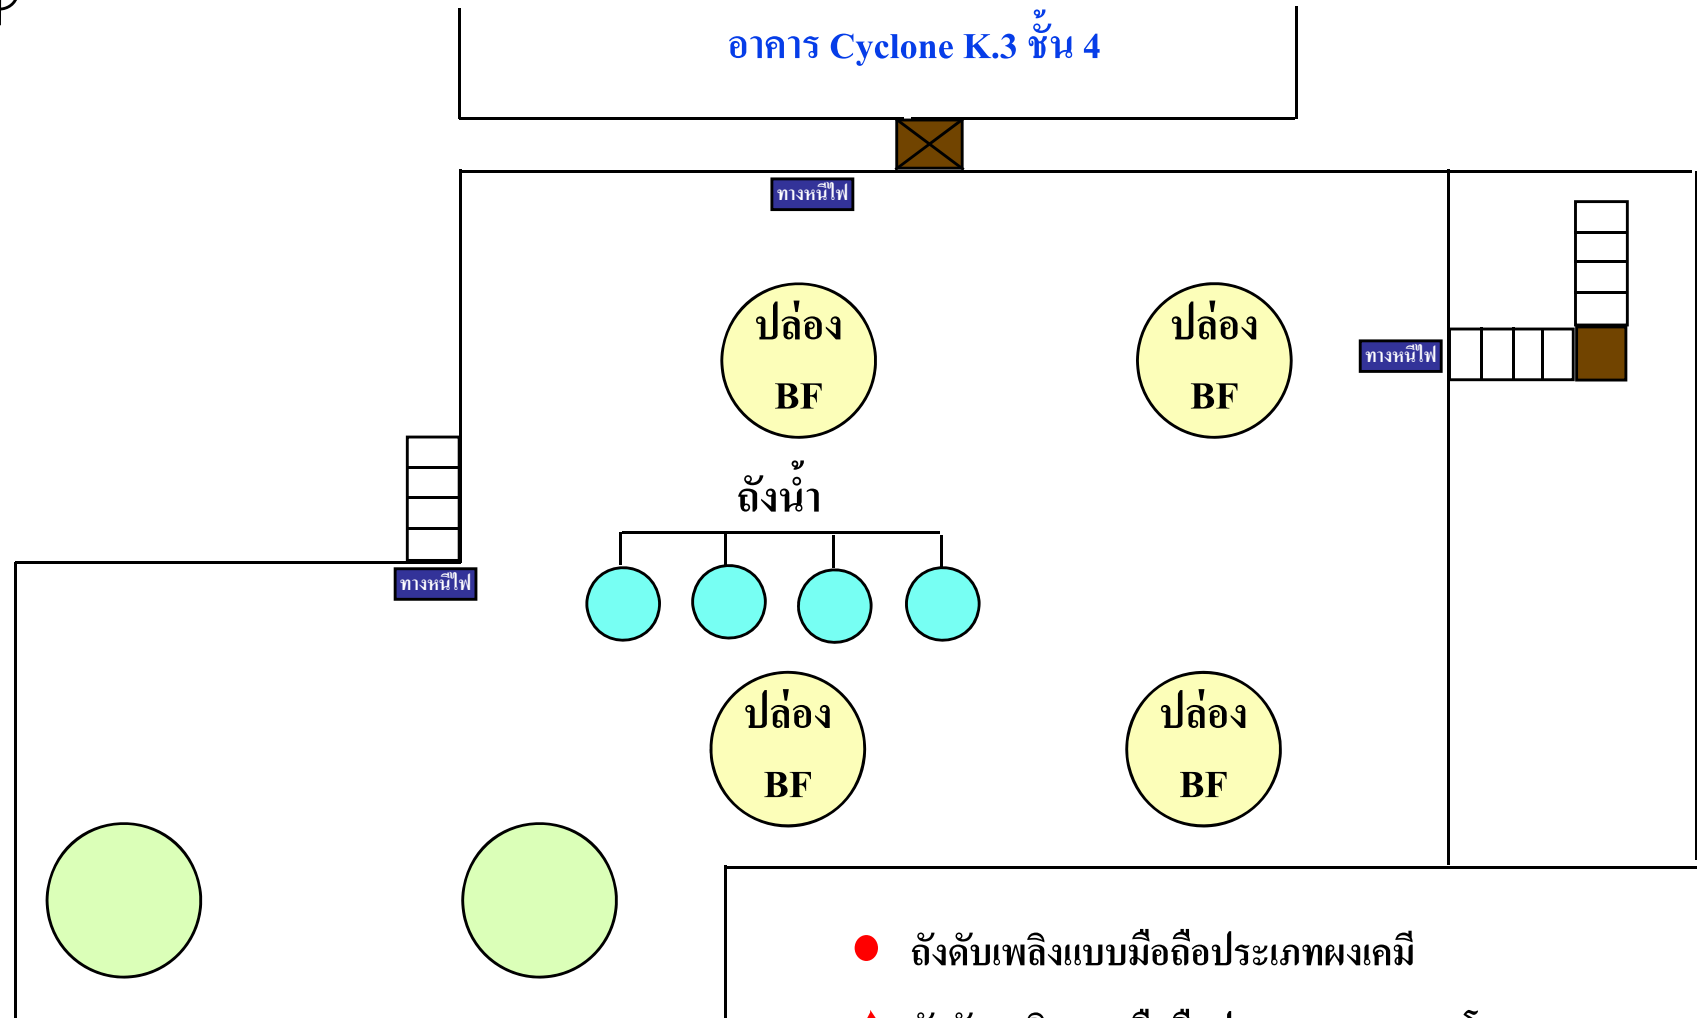 อาคาร Cyclone K.3 ชั้น 4
ทางหนีไฟ
ปล่อง
BF
ปล่อง
BF
ทางหนีไฟ
ถังน้ำ
ทางหนีไฟ
ปล่อง
BF
ปล่อง
BF
ถังดับเพลิงแบบมือถือประเภทผงเคมี